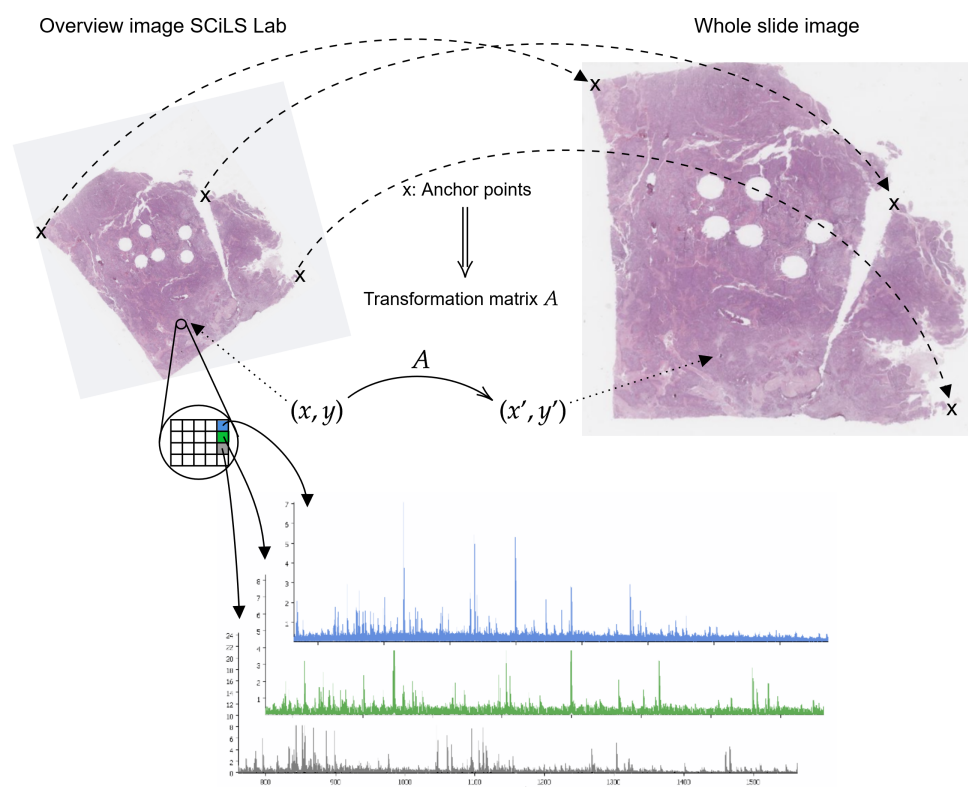 Overview image SCiLS Lab
Whole slide image
x
x
x
x
x: Anchor points
x
x
Transformation matrix A
A
(x, y)
(x′, y′)
x
7
6
5
4
3
2
1
8
7
6
5
4
3
2
1
24
22
20
18
16
14
12
10
8
6
4
2
0
800
900
1000
1100
1200
1300
1400
1500